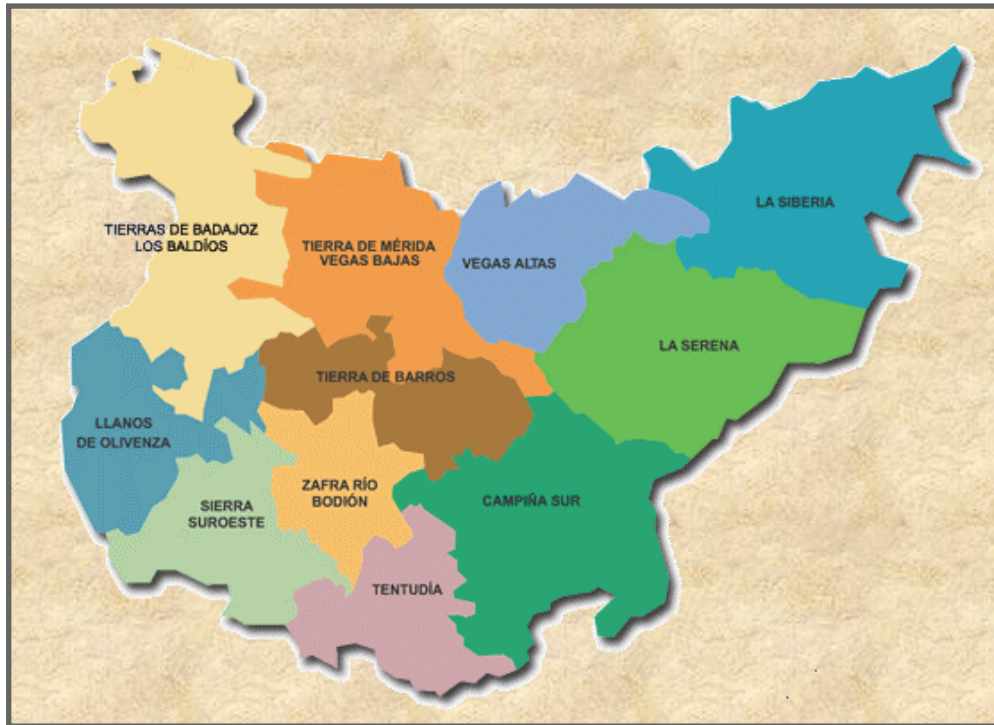 LA SIBERIA
TIERRAS DE BADAJOZ
LOS BALDÍOS
TIERRA DE MÉRIDA
VEGAS BAJAS
VEGAS ALTAS
LA SERENA
TIERRA DE BARROS
LLANOS
DE OLIVENZA
ZAFRA RÍO
BODIÓN
CAMPIÑA SUR
SIERRA
SUROESTE
TENTUDÍA